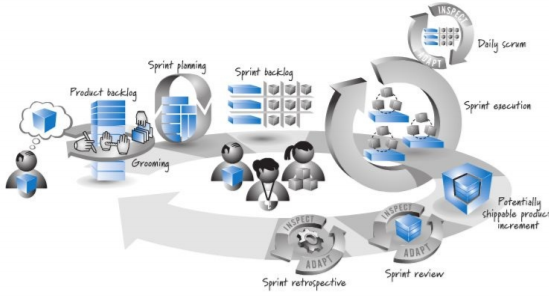 INSPECT
ADAPT
Daily scrum
Sprint planning
Sprint backlog
Product backlog
Sprint execution
Grooming
Potentially
shippable product
increment
INSPECT
ADAPT
Sprint retrospective
INSPECT
ADAPT
Sprint review